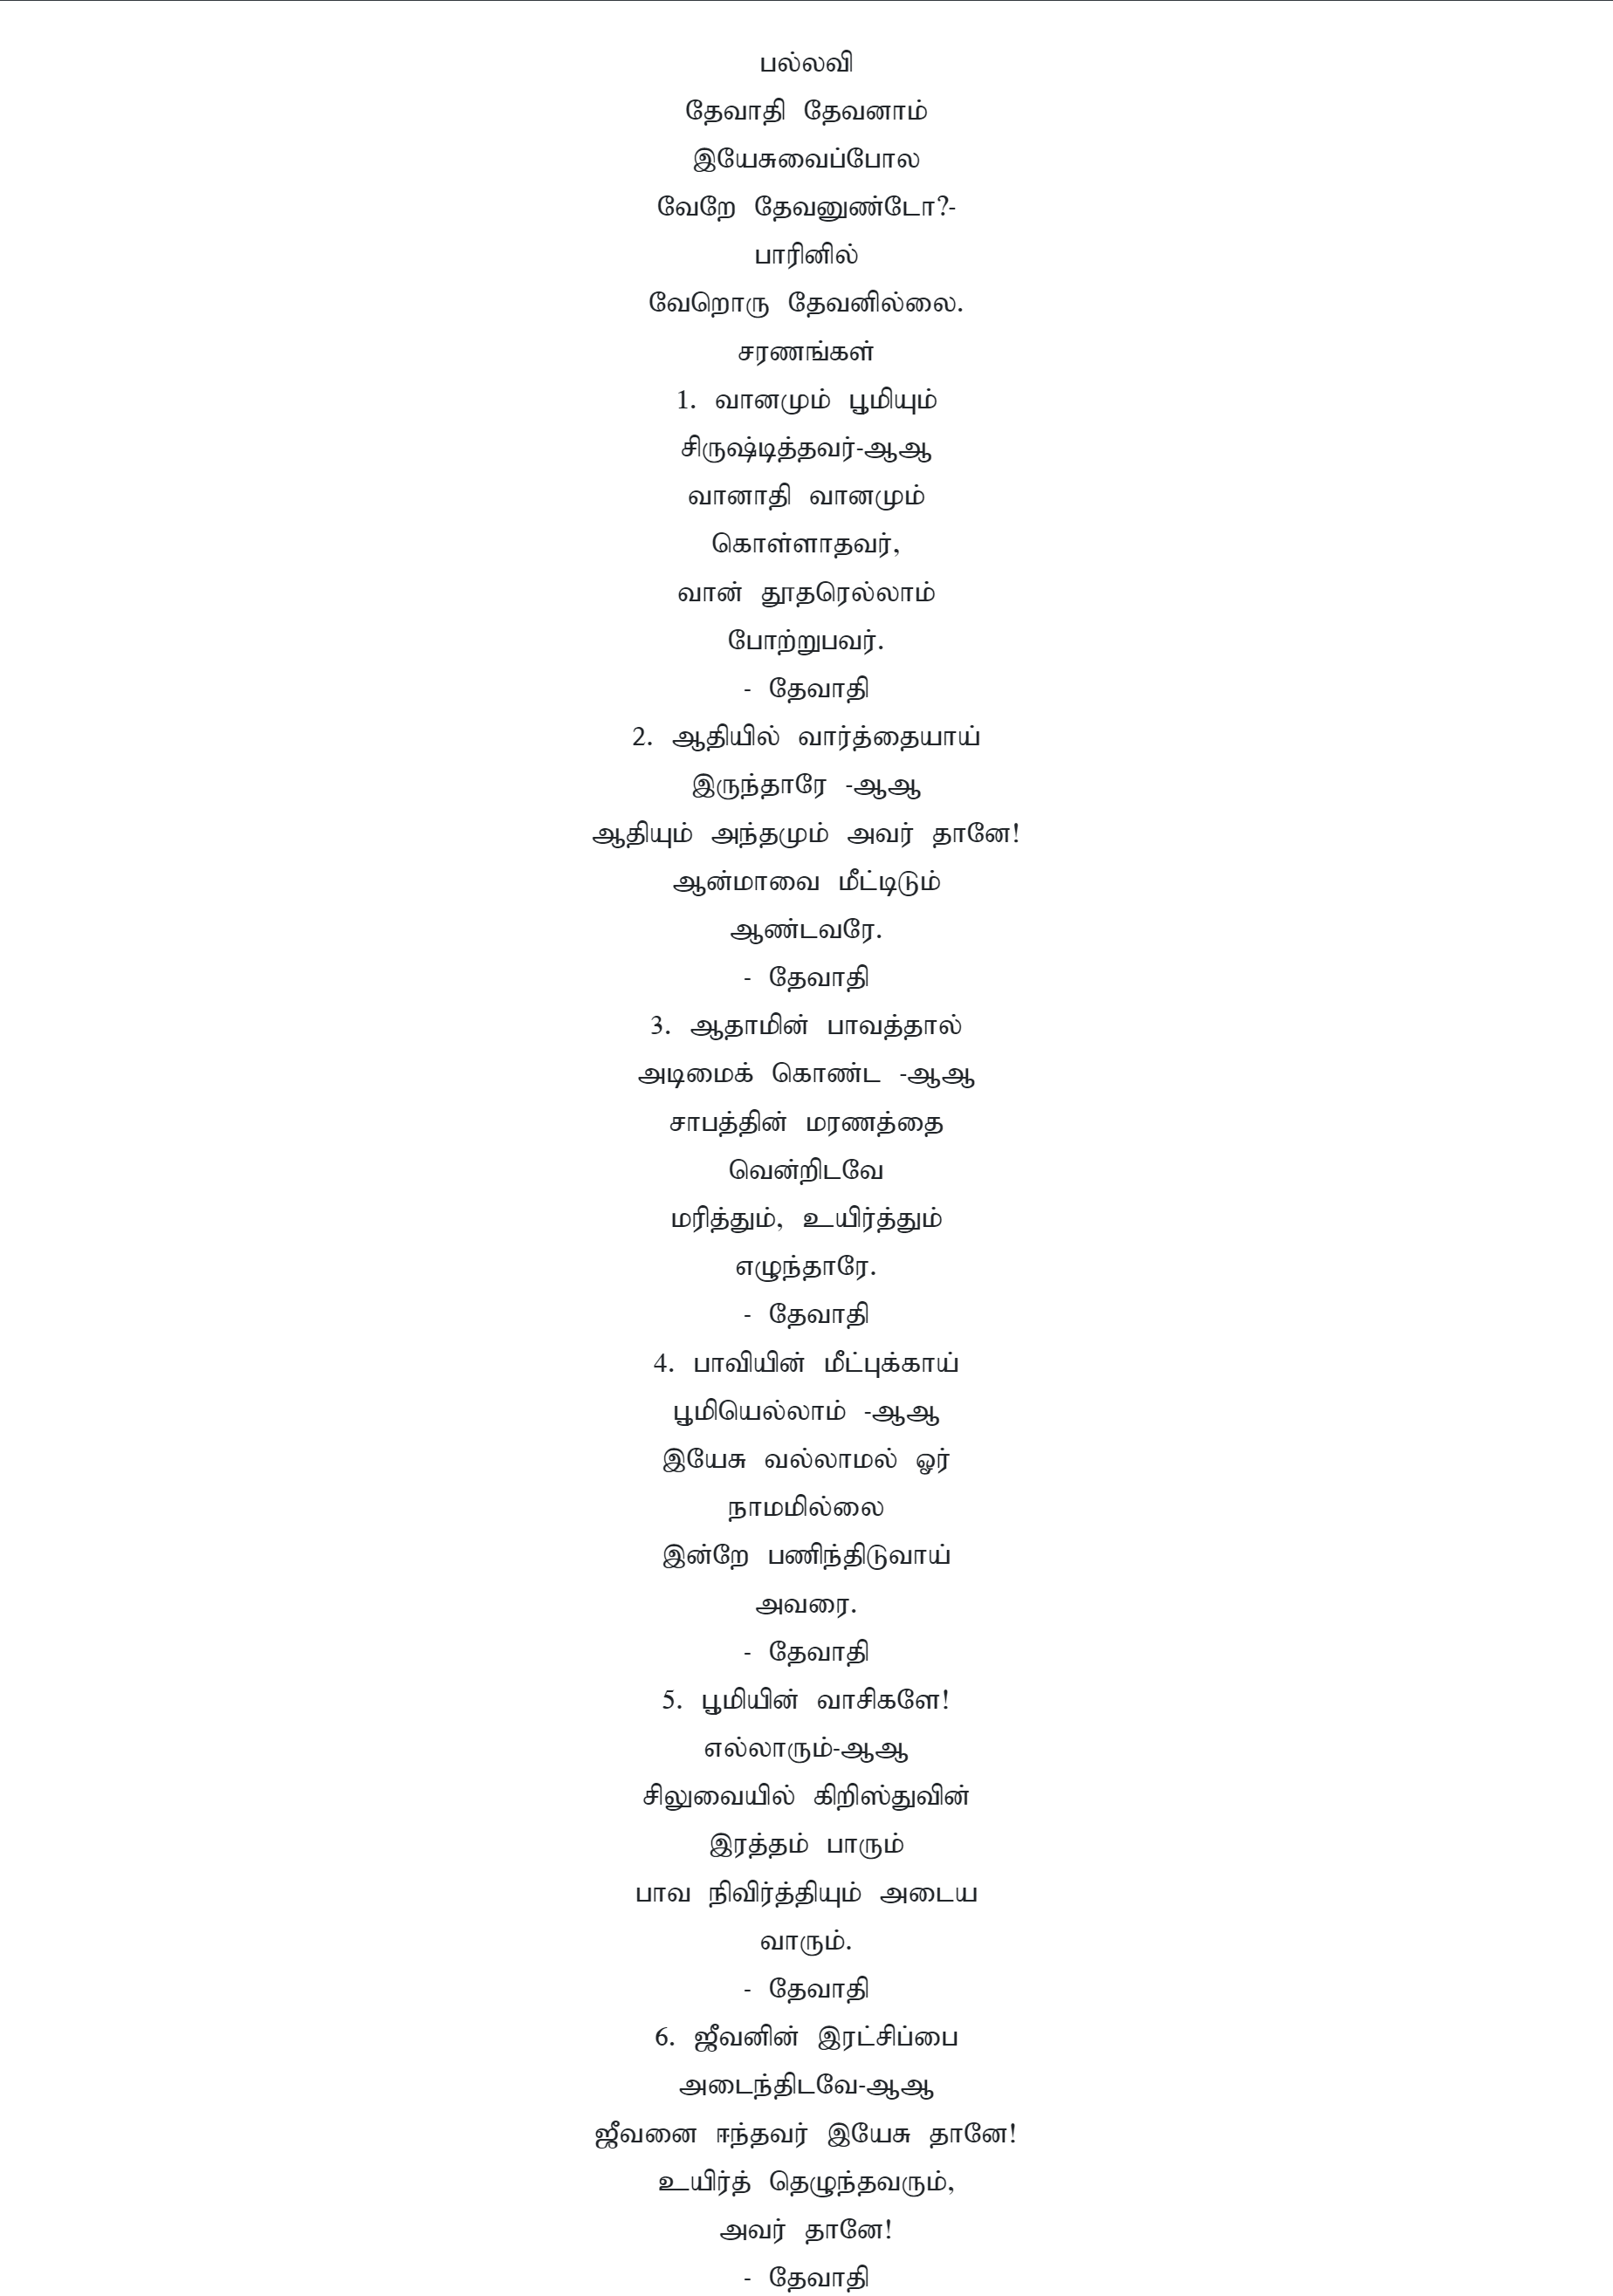 பல்லவி
தேவாதி தேவனாம்
இயேசுவைப்போல
வேறே தேவனுண்டோ?-
பாரினில்
வேறொரு தேவனில்லை.
சரணங்கள்
1. வானமும் பூமியும்
சிருஷ்டித்தவர்-ஆஆ
வானாதி வானமும்
கொள்ளாதவர்,
வான் தூதரெல்லாம்
போற்றுபவர்.
- தேவாதி
2. ஆதியில் வார்த்தையாய்
இருந்தாரே -ஆஆ
ஆதியும் அந்தமும் அவர் தானே!
ஆன்மாவை மீட்டிடும்
ஆண்டவரே.
- தேவாதி
3. ஆதாமின் பாவத்தால்
அடிமைக் கொண்ட -ஆஆ
சாபத்தின் மரணத்தை
வென்றிடவே
மரித்தும், உயிர்த்தும்
எழுந்தாரே.
- தேவாதி
4. பாவியின் மீட்புக்காய்
பூமியெல்லாம் -ஆஆ
இயேசு வல்லாமல் ஓர்
நாமமில்லை
இன்றே பணிந்திடுவாய்
அவரை.
- தேவாதி
5. பூமியின் வாசிகளே!
எல்லாரும்-ஆஆ
சிலுவையில் கிறிஸ்துவின்
இரத்தம் பாரும்
பாவ நிவிர்த்தியும் அடைய
வாரும்.
- தேவாதி
6. ஜீவனின் இரட்சிப்பை
அடைந்திடவே-ஆஆ
ஜீவனை ஈந்தவர் இயேசு தானே!
உயிர்த் தெழுந்தவரும்,
அவர் தானே!
- தேவாதி